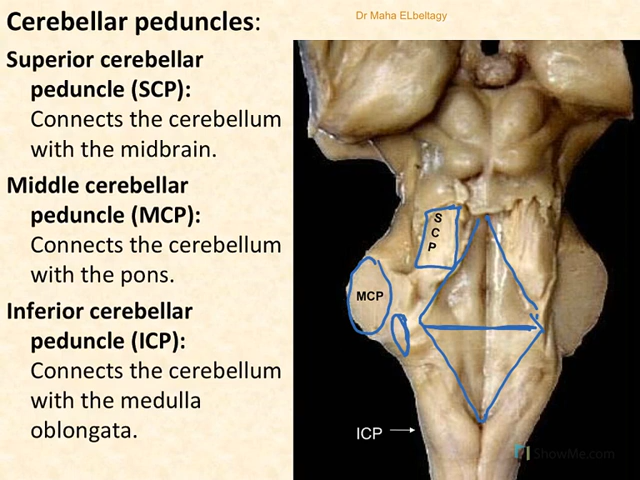 Cerebellar peduncles:
Dr Maha ELbeltagy
Superior cerebellar
peduncle (SCP):
Connects the cerebellum
with the midbrain.
Middle cerebellar
peduncle (MCP):
Connects the cerebellum
with the pons.
Inferior cerebellar
peduncle (ICP):
Connects the cerebellum
with the medulla
oblongata.
S
C
P
MCP
ICP
ShowMe.com